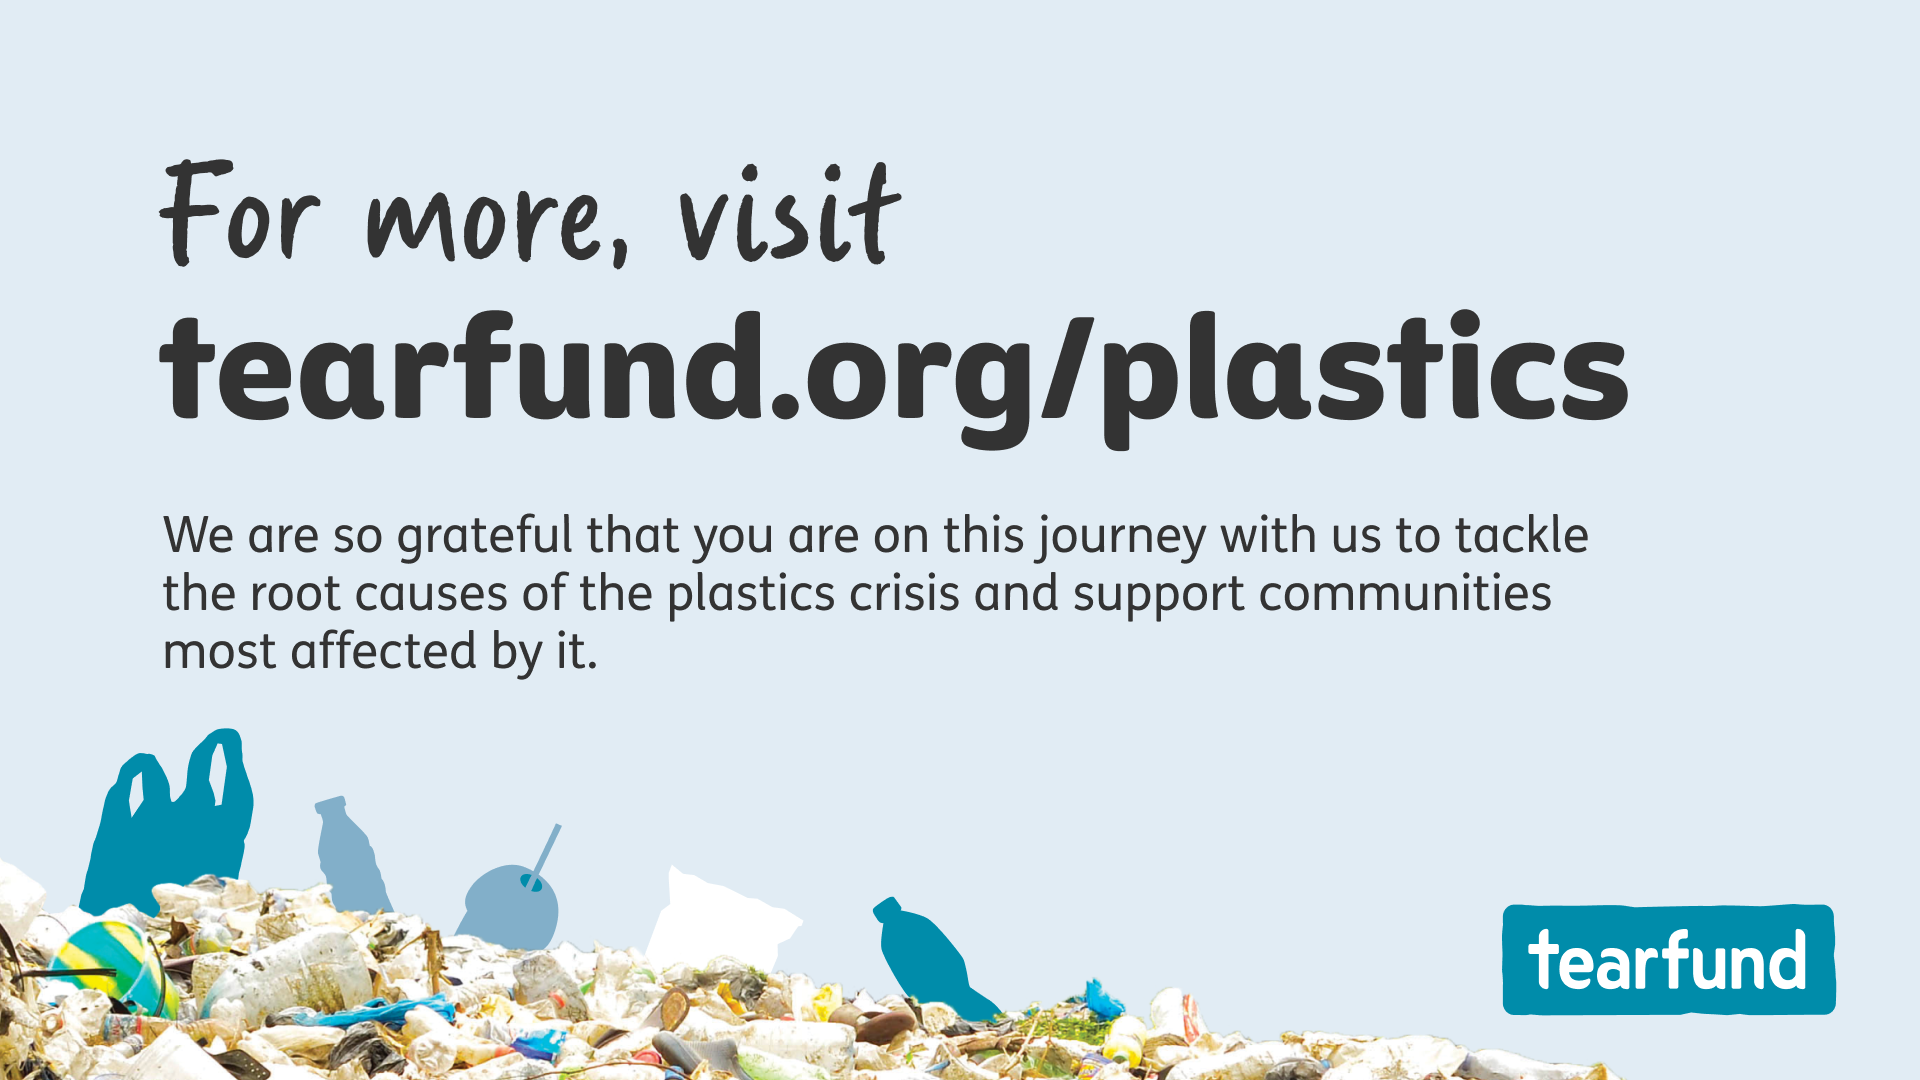 For more, visit
tearfund.org/plastics
We are so grateful that you are on this journey with us to tackle
the root causes of the plastics crisis and support communities
most affected by it.
tearfund